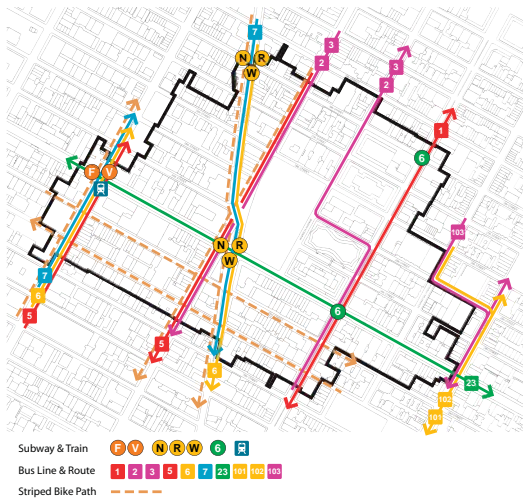 7
3
N R
2
W
3
2
1
6
F V
103
N R
W
7
6
6
5
5
23
6
102
101
Subway & Train F V N R W 6
Bus Line & Route 1 2 3 5 6 7 23 101 102 103
Striped Bike Path